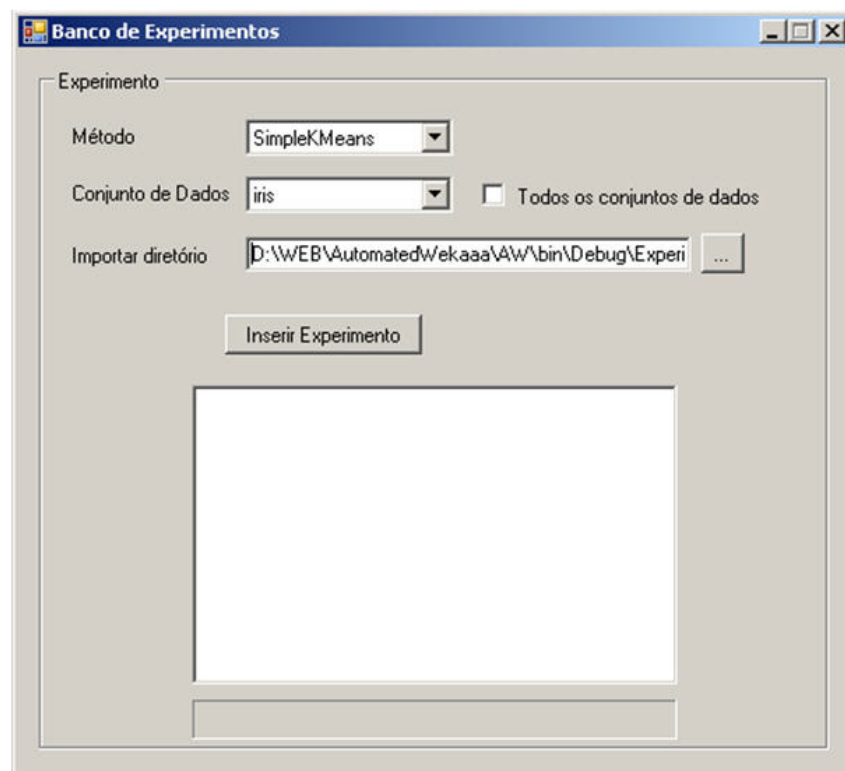 Banco de Experimentos
Experimento
Método SimpleKMeans
Conjunto de Dados iris Todos os conjuntos de dados
Importar diretório D:\WEB\AutomatedWekaaa\AW\bin\Debug\Experi ...
Inserir Experimento